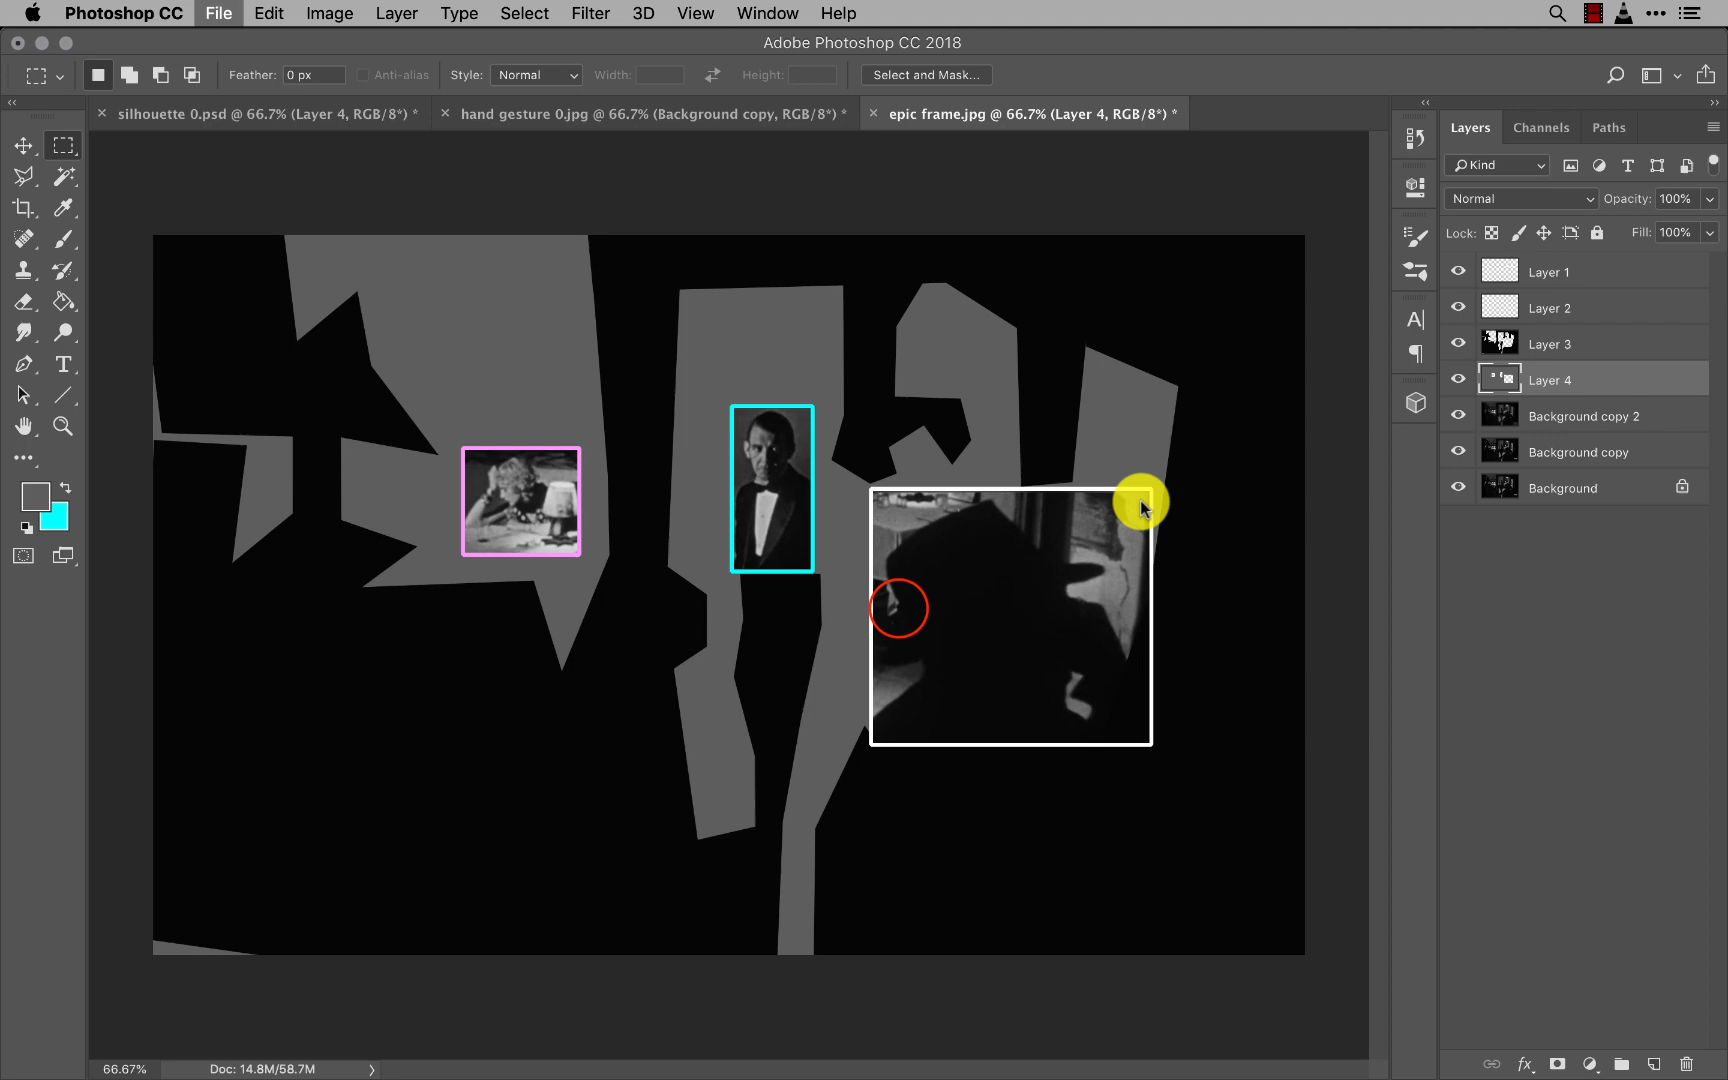 Photoshop CC File Edit Image Layer Type Select Filter 3D View Window Help
Adobe Photoshop CC 2018
Feather: 0 px Anti-alias Style: Normal Width: Height: Select and Mask...
silhouette 0.psd @ 66.7% (Layer 4, RGB/8*) * hand gesture 0.jpg @ 66.7% (Background copy, RGB/8*) * epic frame.jpg @ 66.7% (Layer 4, RGB/8*) *
Layers Channels Paths
Kind
Normal Opacity: 100%
Lock: Fill: 100%
Layer 1
Layer 2
Layer 3
Layer 4
Background copy 2
Background copy
Background
66.67% Doc: 14.8M/58.7M